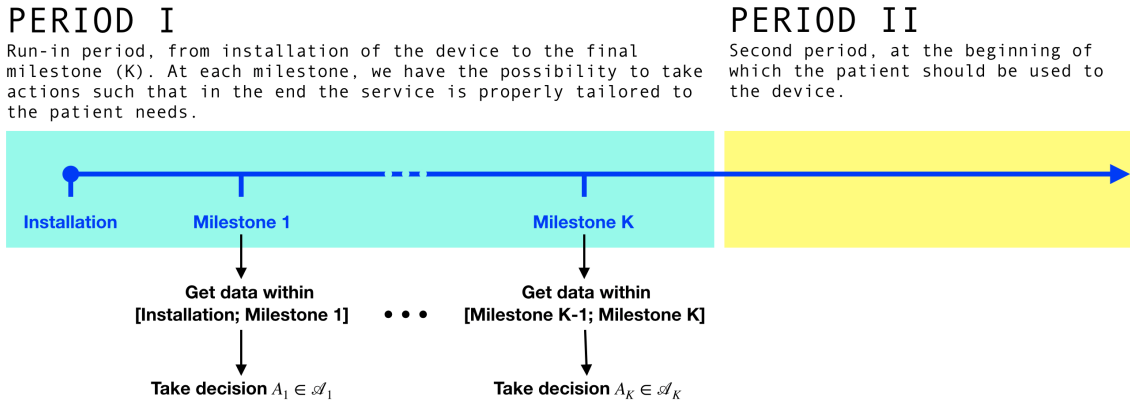 PERIOD I
Run-in period, from installation of the device to the final
milestone (K). At each milestone, we have the possibility to take
actions such that in the end the service is properly tailored to
the patient needs.
PERIOD II
Second period, at the beginning of
which the patient should be used to
the device.
Installation
Milestone 1
Milestone K
Get data within
[Installation; Milestone 1]
• • •
Get data within
[Milestone K-1; Milestone K]
Take decision A₁ ∈ 𝒜₁
Take decision A_K ∈ 𝒜_K